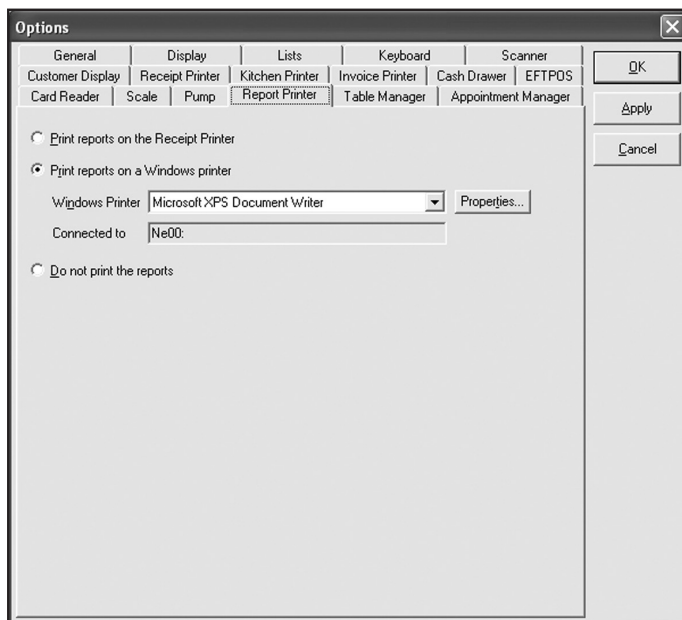 Options
General Display Lists Keyboard Scanner
Customer Display Receipt Printer Kitchen Printer Invoice Printer Cash Drawer EFTPOS
Card Reader Scale Pump Report Printer Table Manager Appointment Manager
OK
Apply
Cancel
Print reports on the Receipt Printer
Print reports on a Windows printer
Windows Printer Microsoft XPS Document Writer Properties...
Connected to Ne00:
Do not print the reports